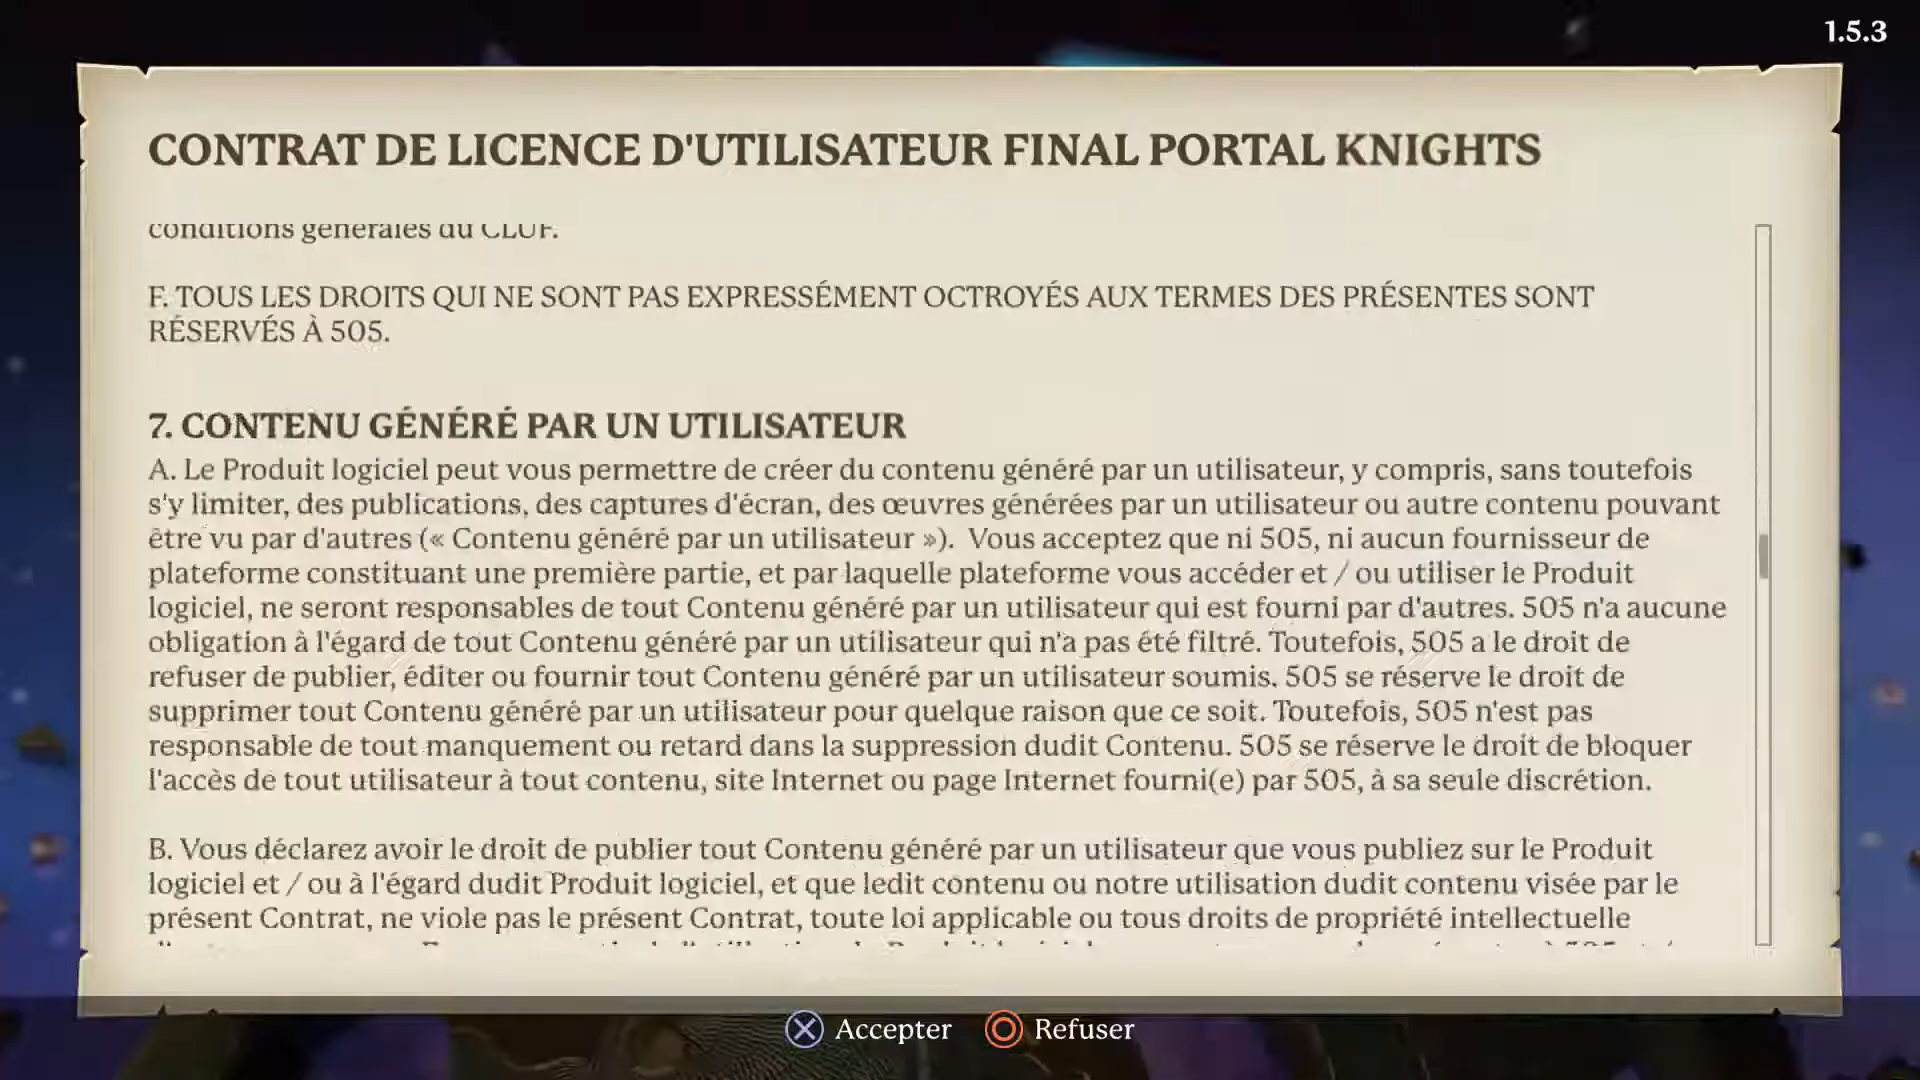 1.5.3
CONTRAT DE LICENCE D'UTILISATEUR FINAL PORTAL KNIGHTS
conditions générales du CLUF.
F. TOUS LES DROITS QUI NE SONT PAS EXPRESSÉMENT OCTROYÉS AUX TERMES DES PRÉSENTES SONT
RÉSERVÉS À 505.
7. CONTENU GÉNÉRÉ PAR UN UTILISATEUR
A. Le Produit logiciel peut vous permettre de créer du contenu généré par un utilisateur, y compris, sans toutefois
s'y limiter, des publications, des captures d'écran, des œuvres générées par un utilisateur ou autre contenu pouvant
être vu par d'autres (« Contenu généré par un utilisateur »).  Vous acceptez que ni 505, ni aucun fournisseur de
plateforme constituant une première partie, et par laquelle plateforme vous accéder et / ou utiliser le Produit
logiciel, ne seront responsables de tout Contenu généré par un utilisateur qui est fourni par d'autres. 505 n'a aucune
obligation à l'égard de tout Contenu généré par un utilisateur qui n'a pas été filtré. Toutefois, 505 a le droit de
refuser de publier, éditer ou fournir tout Contenu généré par un utilisateur soumis. 505 se réserve le droit de
supprimer tout Contenu généré par un utilisateur pour quelque raison que ce soit. Toutefois, 505 n'est pas
responsable de tout manquement ou retard dans la suppression dudit Contenu. 505 se réserve le droit de bloquer
l'accès de tout utilisateur à tout contenu, site Internet ou page Internet fourni(e) par 505, à sa seule discrétion.
B. Vous déclarez avoir le droit de publier tout Contenu généré par un utilisateur que vous publiez sur le Produit
logiciel et / ou à l'égard dudit Produit logiciel, et que ledit contenu ou notre utilisation dudit contenu visée par le
présent Contrat, ne viole pas le présent Contrat, toute loi applicable ou tous droits de propriété intellectuelle
Accepter
Refuser